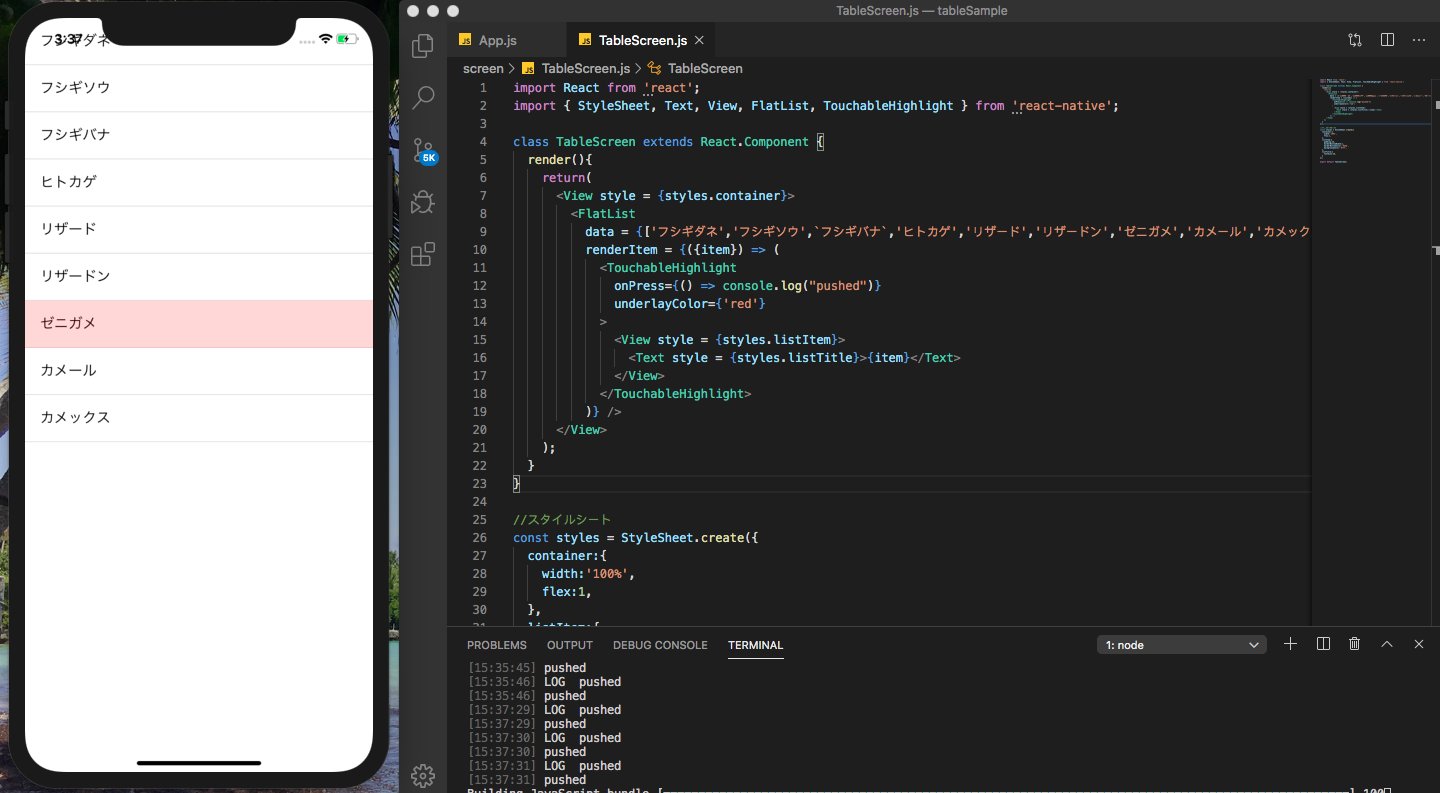 3:37
フシギダネ
フシギソウ
フシギバナ
ヒトカゲ
リザード
リザードン
ゼニガメ
カメール
カメックス
TableScreen.js — tableSample
App.js
TableScreen.js
screen > TableScreen.js > TableScreen
5K
1 import React from 'react';
2 import { StyleSheet, Text, View, FlatList, TouchableHighlight } from 'react-native';
3
4 class TableScreen extends React.Component {
5 render(){
6 return(
7 <View style = {styles.container}>
8 <FlatList
9 data = {['フシギダネ','フシギソウ',`フシギバナ`,'ヒトカゲ','リザード','リザードン','ゼニガメ','カメール','カメック
10 renderItem = {({item}) => (
11 <TouchableHighlight
12 onPress={() => console.log("pushed")}
13 underlayColor={'red'}
14 >
15 <View style = {styles.listItem}>
16 <Text style = {styles.listTitle}>{item}</Text>
17 </View>
18 </TouchableHighlight>
19 )} />
20 </View>
21 );
22 }
23 }
24
25 //スタイルシート
26 const styles = StyleSheet.create({
27 container:{
28 width:'100%',
29 flex:1,
30 },
31 listItem:{
PROBLEMS OUTPUT DEBUG CONSOLE TERMINAL 1: node
[15:35:45] pushed
[15:35:46] LOG pushed
[15:35:46] pushed
[15:37:29] LOG pushed
[15:37:29] pushed
[15:37:30] LOG pushed
[15:37:30] pushed
[15:37:31] LOG pushed
[15:37:31] pushed
Building JavaScript bundle [